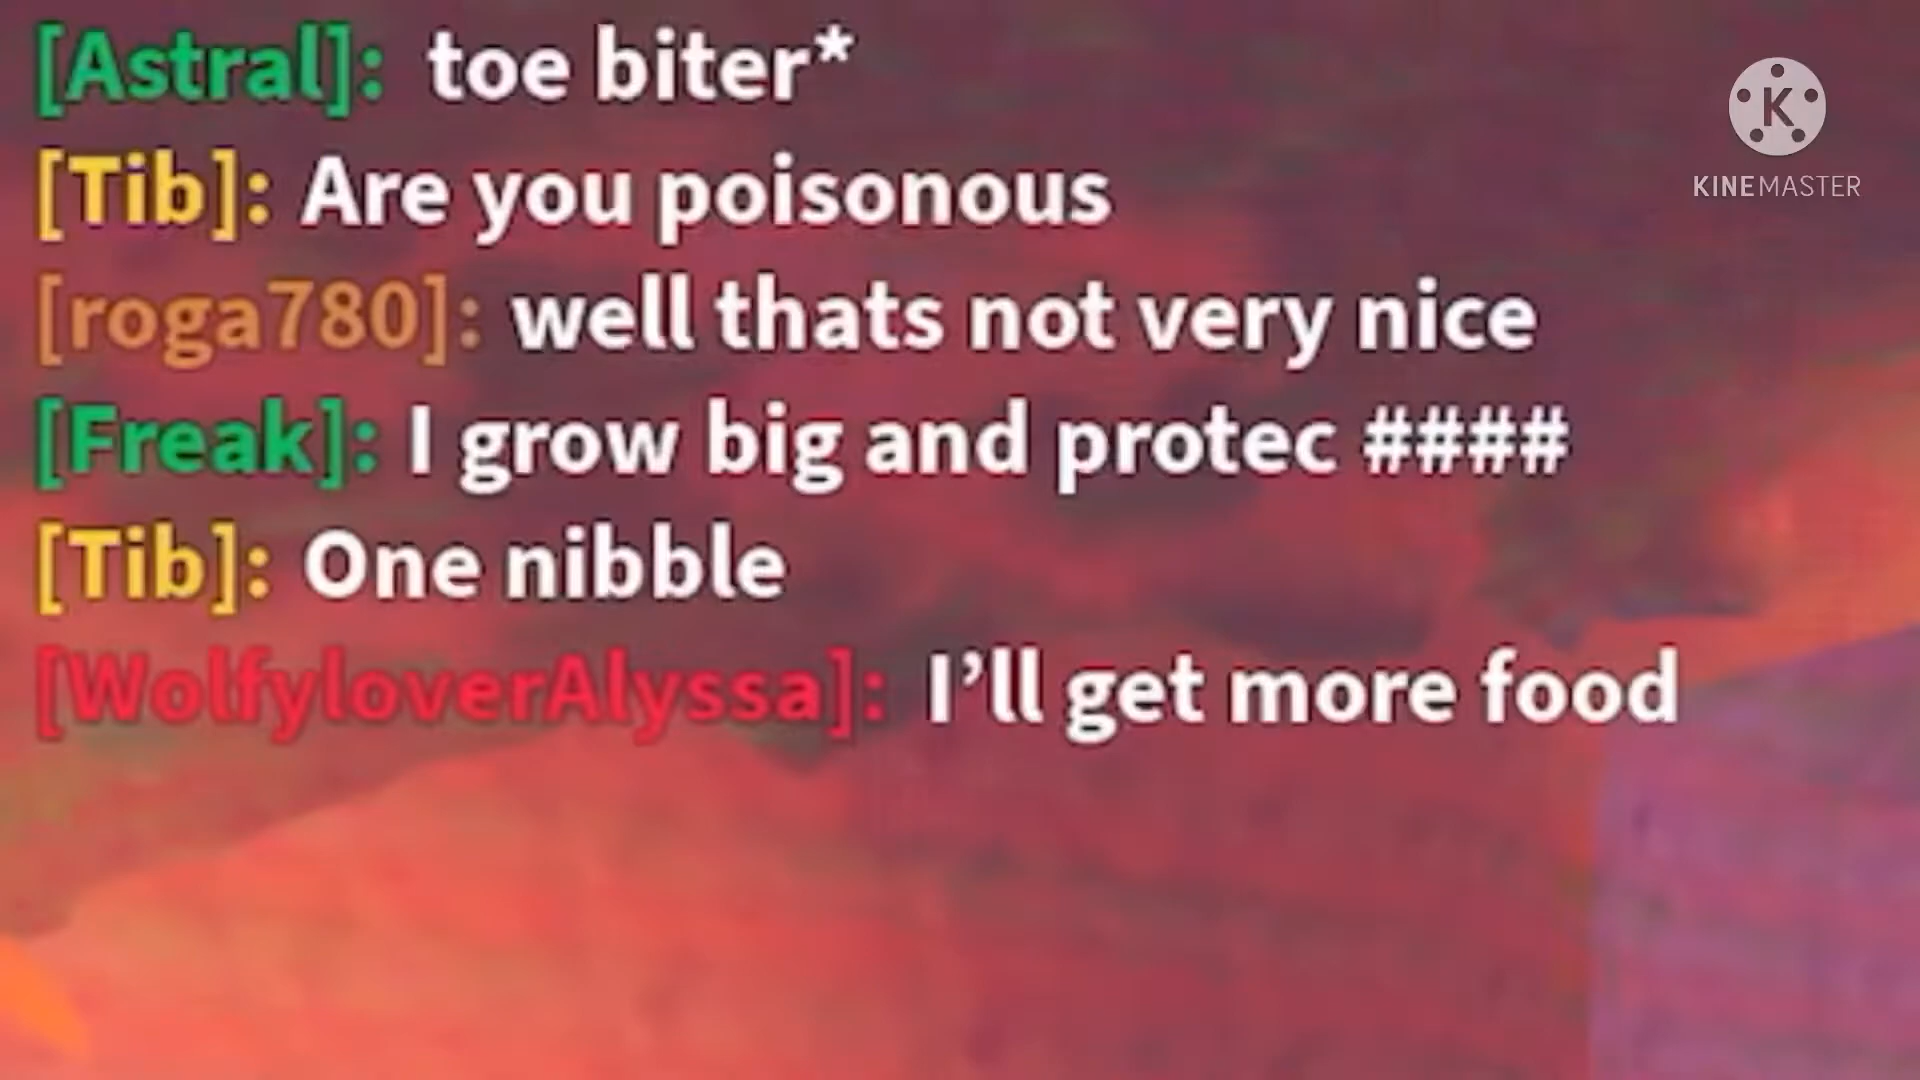 [Astral]: toe biter*
[Tib]: Are you poisonous
[roga780]: well thats not very nice
[Freak]: I grow big and protec ####
[Tib]: One nibble
[WolfyloverAlyssa]: I’ll get more food
K
KINEMASTER